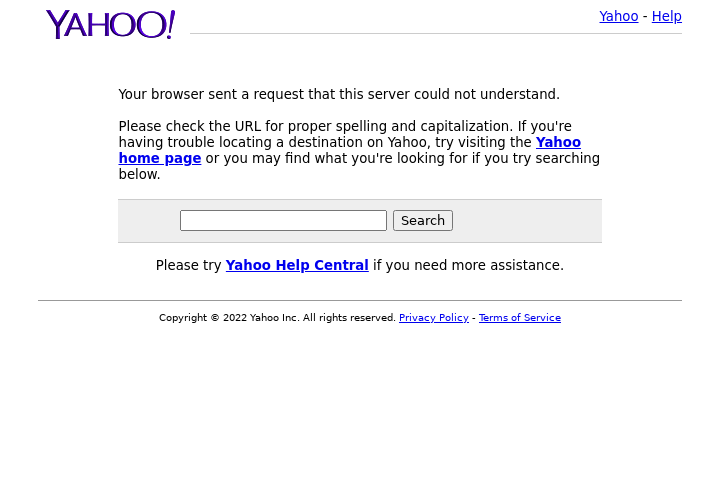 YAHOO!
Yahoo - Help
Your browser sent a request that this server could not understand.
Please check the URL for proper spelling and capitalization. If you're
having trouble locating a destination on Yahoo, try visiting the Yahoo
home page or you may find what you're looking for if you try searching
below.
Search
Please try Yahoo Help Central if you need more assistance.
Copyright © 2022 Yahoo Inc. All rights reserved. Privacy Policy - Terms of Service